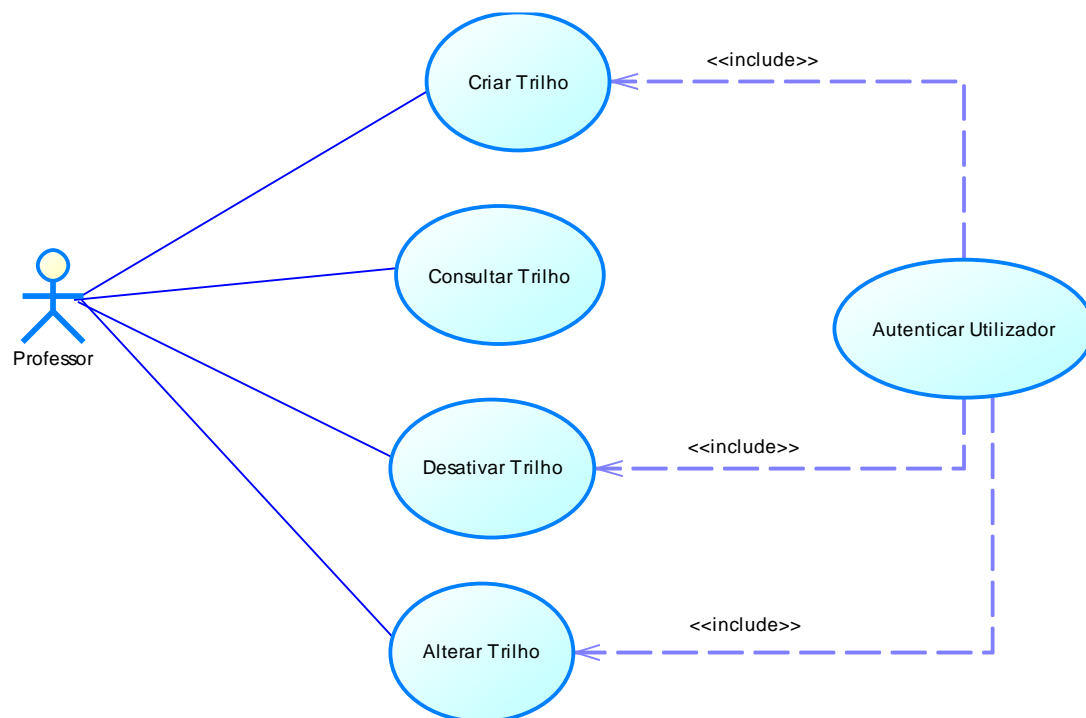 Criar Trilho
<<include>>
Consultar Trilho
Autenticar Utilizador
Professor
Desativar Trilho
<<include>>
Alterar Trilho
<<include>>